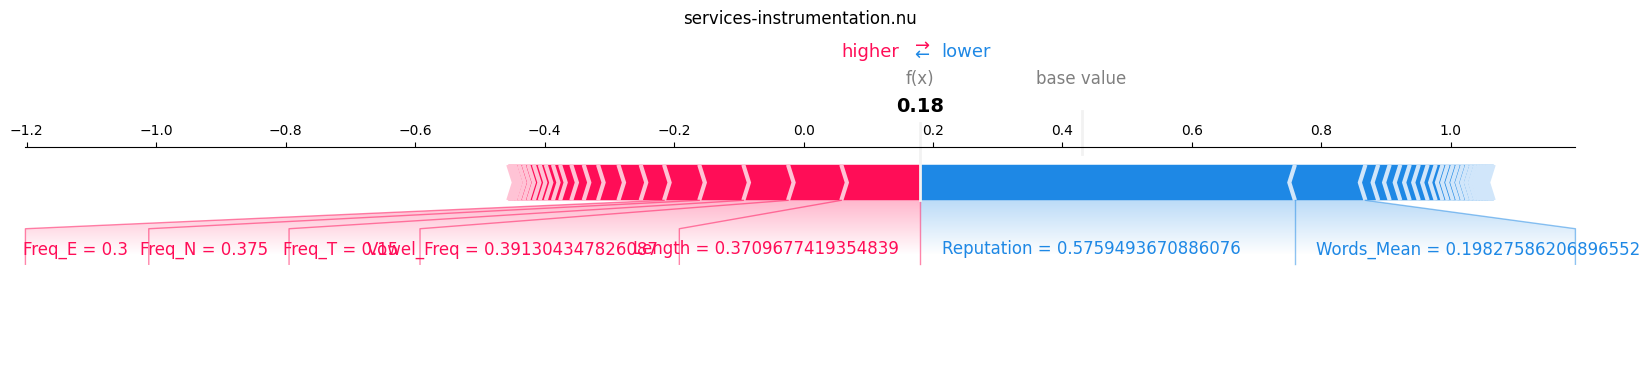 services-instrumentation.nu
higher ⇄ lower
f(x) base value
0.18
−1.2 −1.0 −0.8 −0.6 −0.4 −0.2 0.0 0.2 0.4 0.6 0.8 1.0
Freq_E = 0.3 Freq_N = 0.375 Freq_T = 0.15 Vowel_Freq = 0.391304347826087 Length = 0.3709677419354839 Reputation = 0.5759493670886076 Words_Mean = 0.19827586206896552